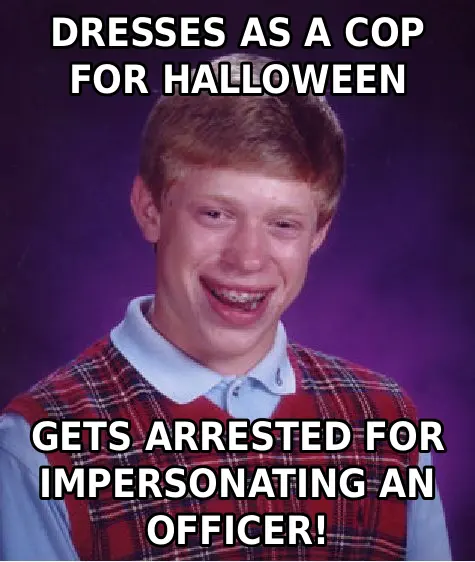 DRESSES AS A COP
FOR HALLOWEEN
GETS ARRESTED FOR
IMPERSONATING AN
OFFICER!